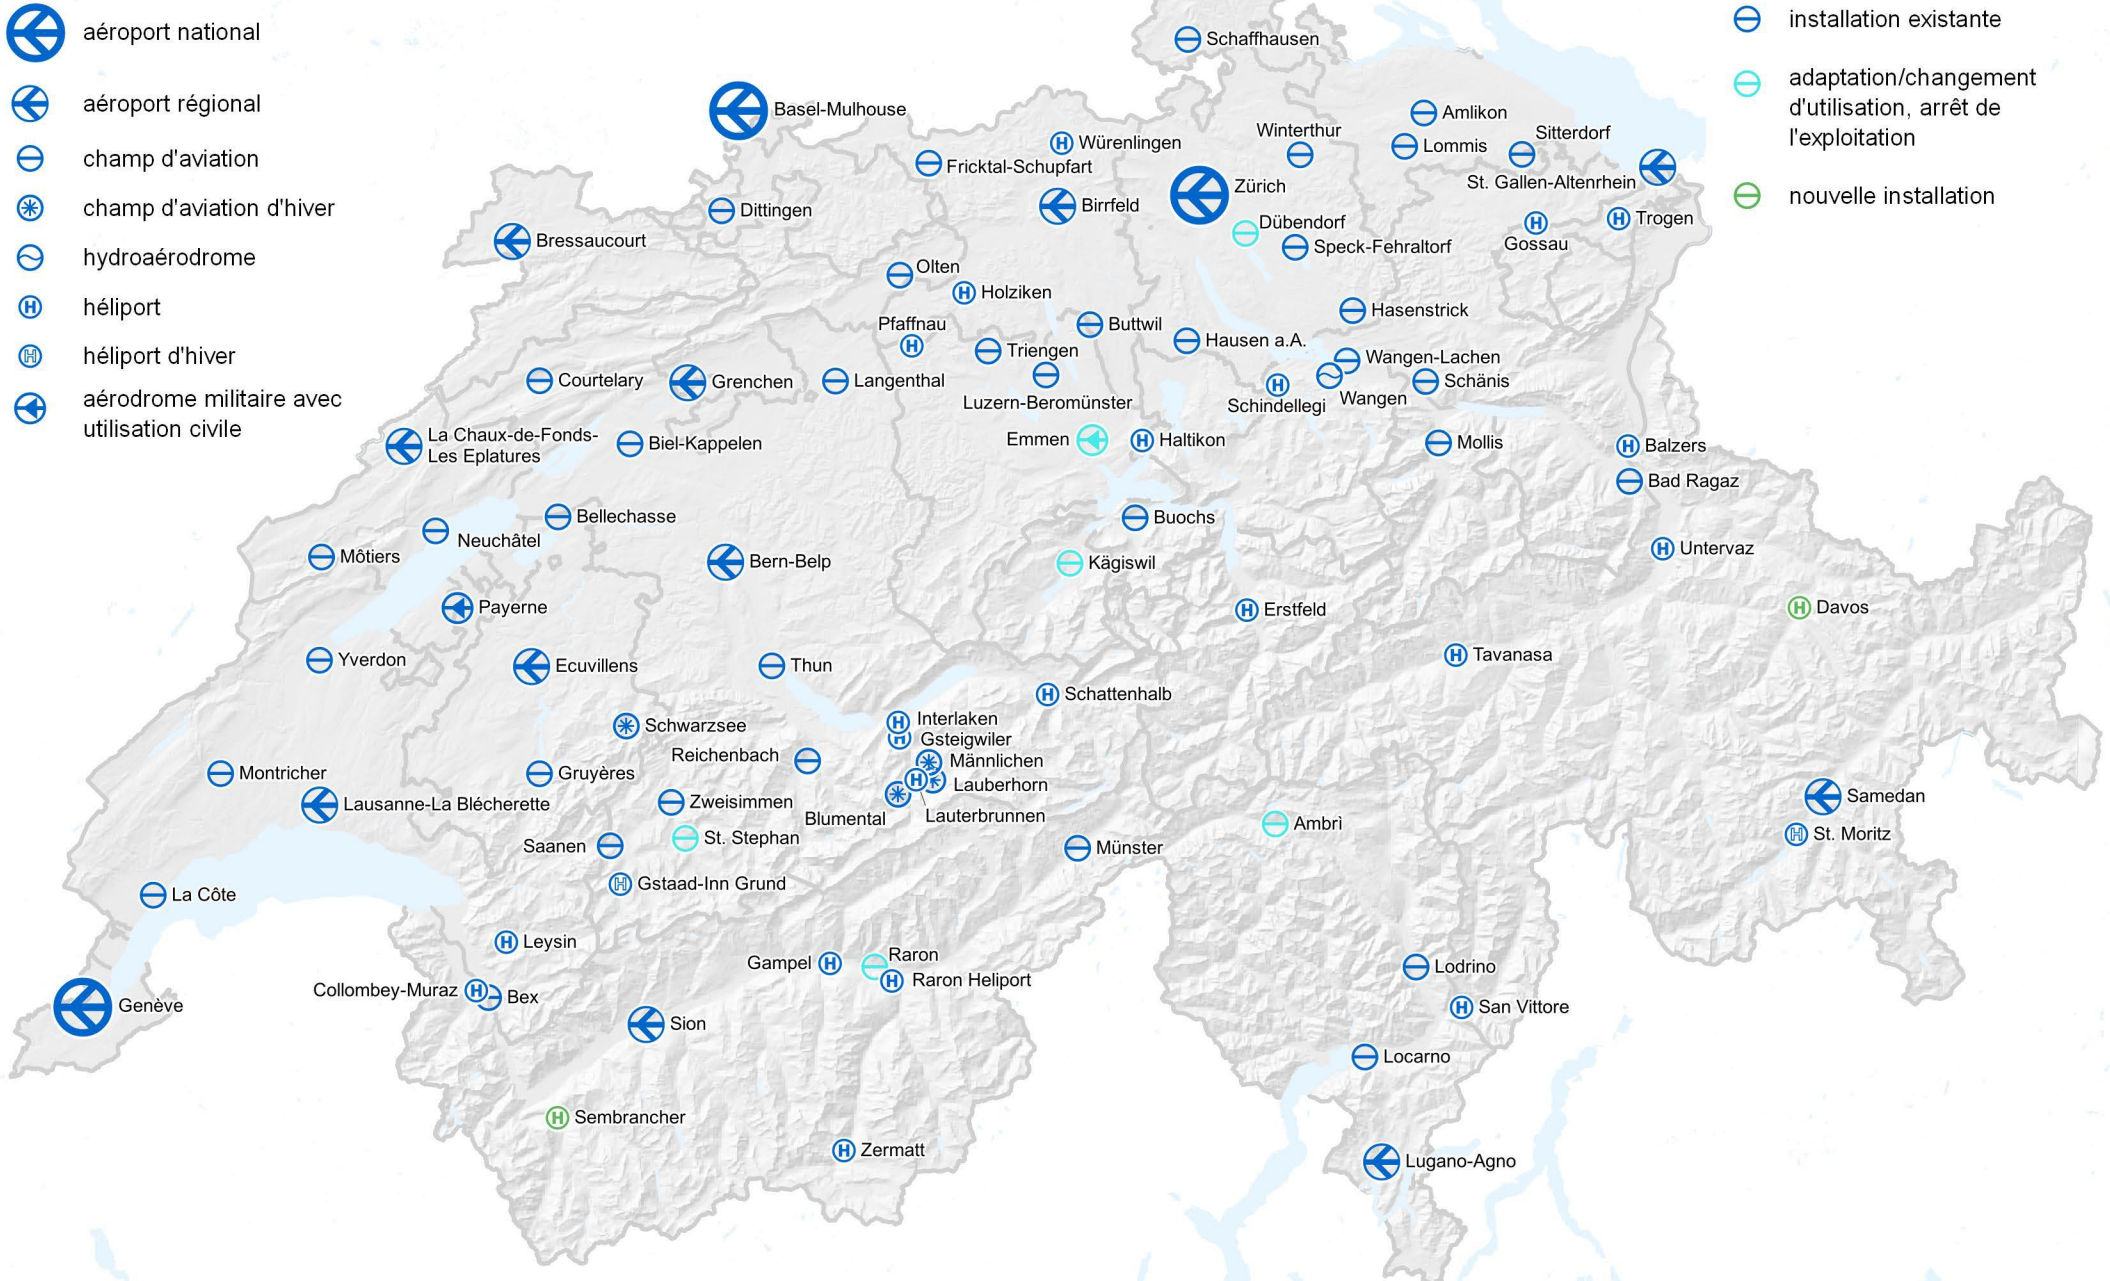 aéroport national
aéroport régional
champ d'aviation
champ d'aviation d'hiver
hydroaérodrome
héliport
héliport d'hiver
aérodrome militaire avec
utilisation civile
installation existante
adaptation/changement
d'utilisation, arrêt de
l'exploitation
nouvelle installation
Schaffhausen
Basel-Mulhouse
Amlikon
Winterthur
Sitterdorf
Würenlingen
Lommis
Fricktal-Schupfart
St. Gallen-Altenrhein
Zürich
Birrfeld
Dittingen
Trogen
Dübendorf
Gossau
Bressaucourt
Speck-Fehraltorf
Olten
Holziken
Hasenstrick
Pfaffnau
Buttwil
Hausen a.A.
Triengen
Wangen-Lachen
Courtelary
Grenchen
Langenthal
Schänis
Luzern-Beromünster
Schindellegi
Wangen
La Chaux-de-Fonds-
Les Eplatures
Biel-Kappelen
Emmen
Haltikon
Mollis
Balzers
Bad Ragaz
Bellechasse
Buochs
Neuchâtel
Môtiers
Bern-Belp
Kägiswil
Untervaz
Payerne
Erstfeld
Davos
Yverdon
Ecuvillens
Thun
Tavanasa
Schattenhalb
Schwarzsee
Interlaken
Gsteigwiler
Reichenbach
Männlichen
Montricher
Gruyères
Lauberhorn
Lausanne-La Blécherette
Zweisimmen
Blumental
Lauterbrunnen
Samedan
Ambrì
St. Moritz
Saanen
St. Stephan
Münster
Gstaad-Inn Grund
La Côte
Leysin
Gampel
Raron
Raron Heliport
Lodrino
Collombey-Muraz
Bex
Genève
San Vittore
Sion
Locarno
Sembrancher
Zermatt
Lugano-Agno